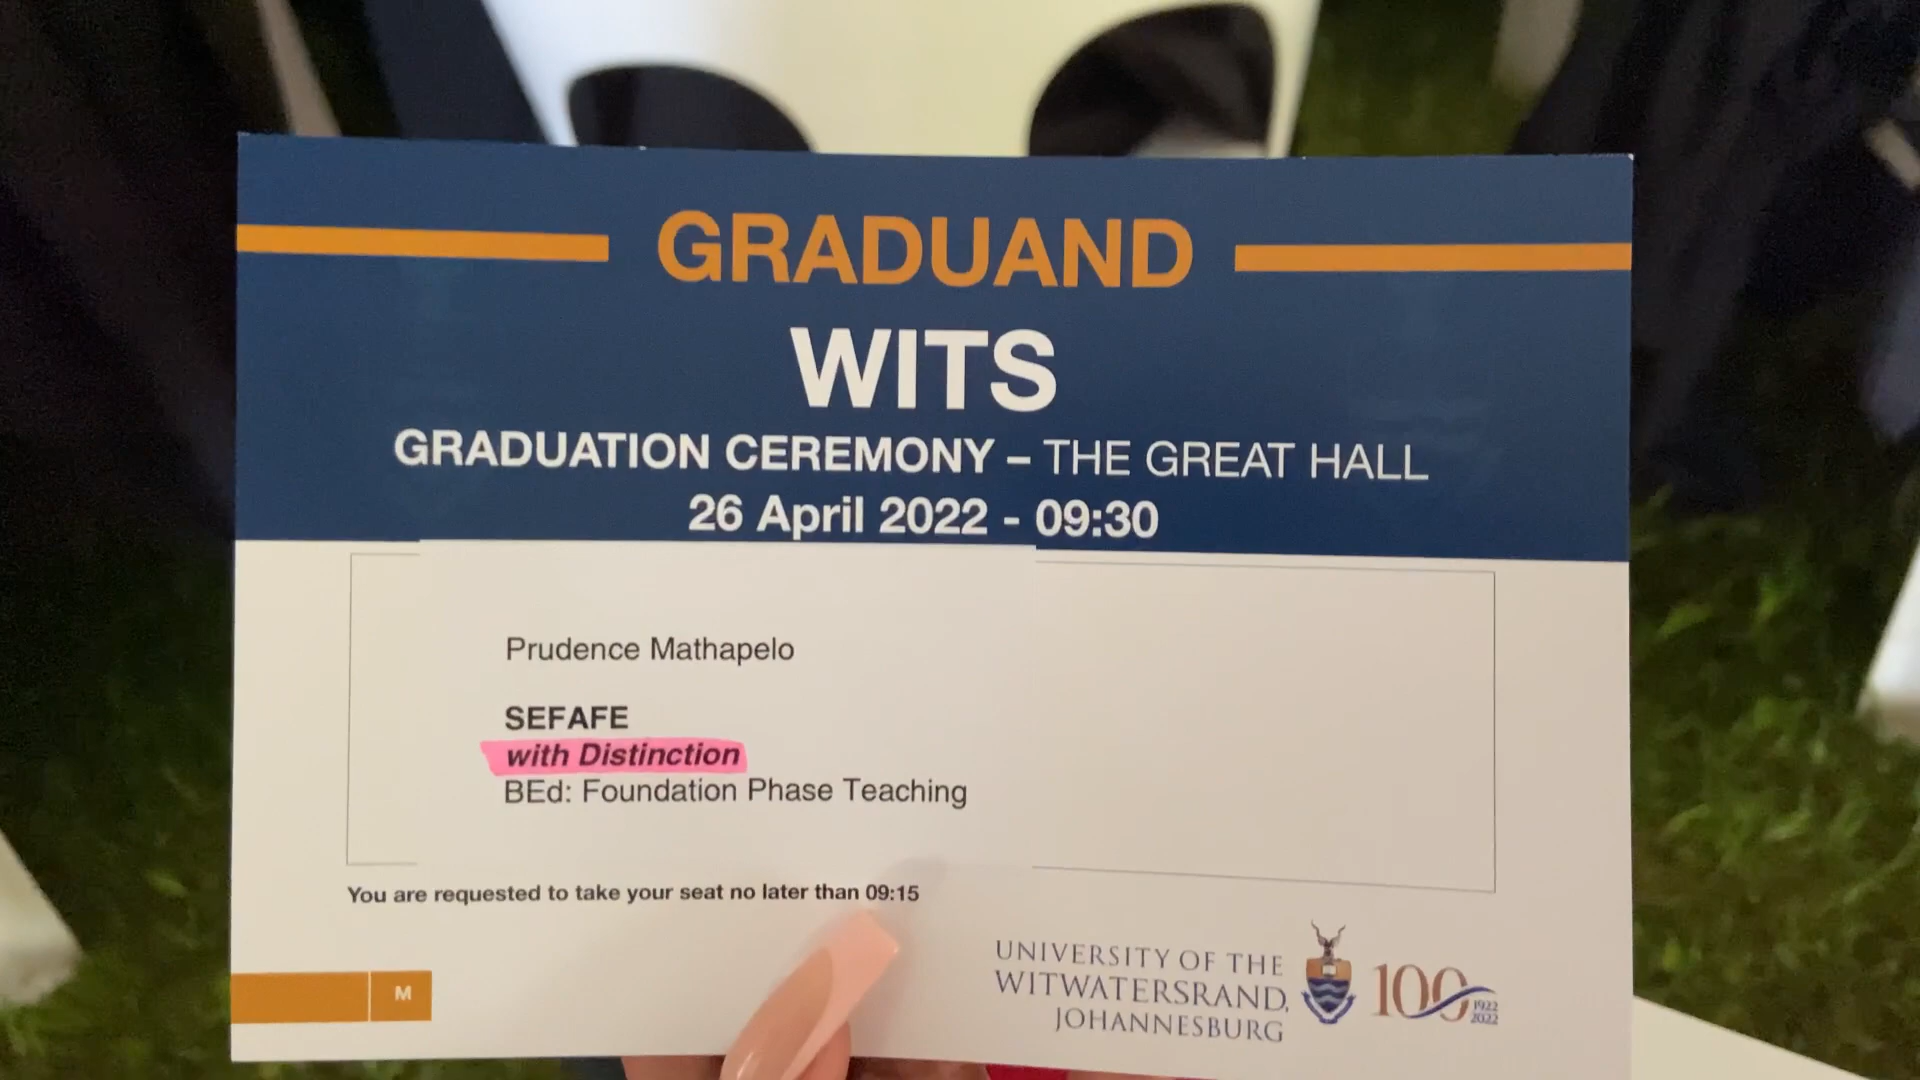 GRADUAND
WITS
GRADUATION CEREMONY – THE GREAT HALL
26 April 2022 - 09:30
Prudence Mathapelo
SEFAFE
with Distinction
BEd: Foundation Phase Teaching
You are requested to take your seat no later than 09:15
M
UNIVERSITY OF THE
WITWATERSRAND,
JOHANNESBURG
100
1922
2022